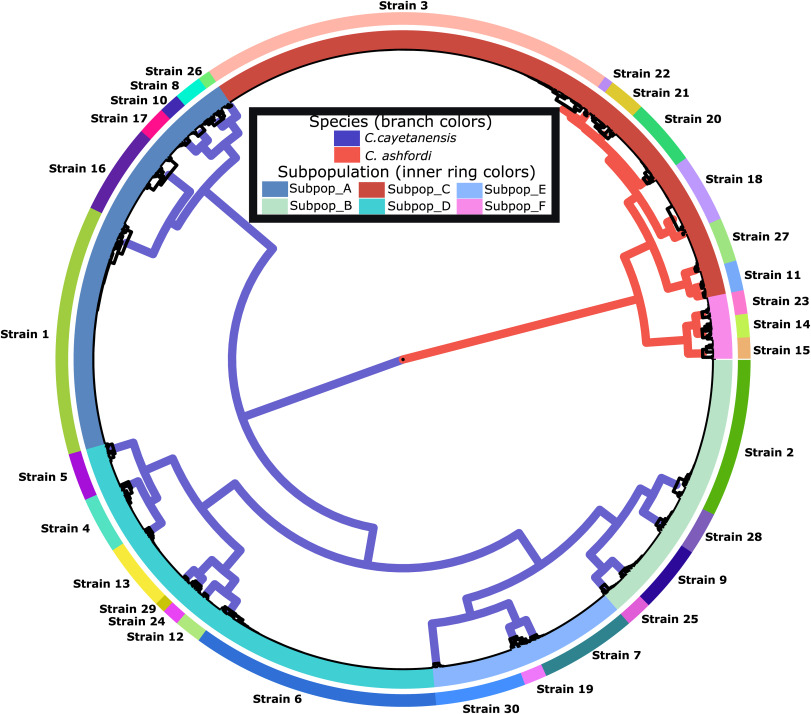 Strain 3
Strain 26
Strain 8
Strain 10
Strain 17
Strain 16
Strain 1
Strain 5
Strain 4
Strain 13
Strain 29
Strain 24
Strain 12
Strain 6
Strain 30
Strain 19
Strain 7
Strain 25
Strain 9
Strain 28
Strain 2
Strain 15
Strain 14
Strain 23
Strain 11
Strain 27
Strain 18
Strain 20
Strain 21
Strain 22
Species (branch colors)
C.cayetanensis
C. ashfordi
Subpopulation (inner ring colors)
Subpop_A Subpop_C Subpop_E
Subpop_B Subpop_D Subpop_F